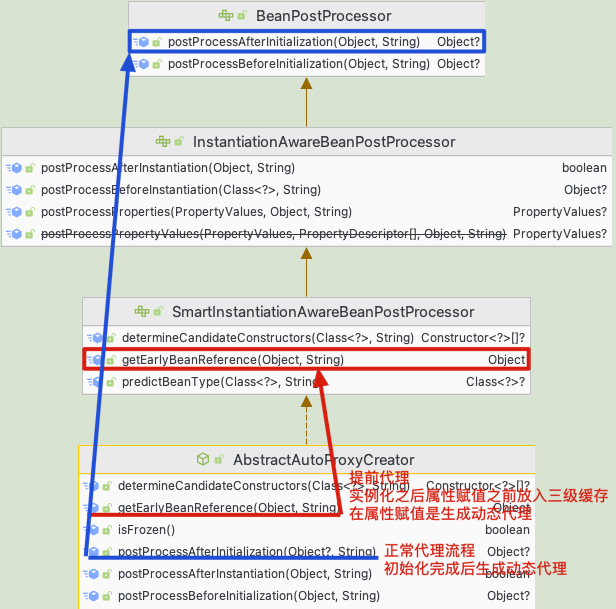 BeanPostProcessor
postProcessAfterInitialization(Object, String) Object?
postProcessBeforeInitialization(Object, String) Object?
InstantiationAwareBeanPostProcessor
postProcessAfterInstantiation(Object, String) boolean
postProcessBeforeInstantiation(Class<?>, String) Object?
postProcessProperties(PropertyValues, Object, String) PropertyValues?
postProcessPropertyValues(PropertyValues, PropertyDescriptor[], Object, String) PropertyValues?
SmartInstantiationAwareBeanPostProcessor
determineCandidateConstructors(Class<?>, String) Constructor<?>[]?
getEarlyBeanReference(Object, String) Object
predictBeanType(Class<?>, String) Class<?>?
AbstractAutoProxyCreator
determineCandidateConstructors(Class<?>, String) Constructor<?>[]?
提前代理
实例化之后属性赋值之前放入三级缓存
getEarlyBeanReference(Object, String) Object
在属性赋值是生成动态代理
isFrozen() boolean
postProcessAfterInitialization(Object?, String) Object?
正常代理流程
初始化完成后生成动态代理
postProcessAfterInstantiation(Object, String) boolean
postProcessBeforeInitialization(Object, String) Object?